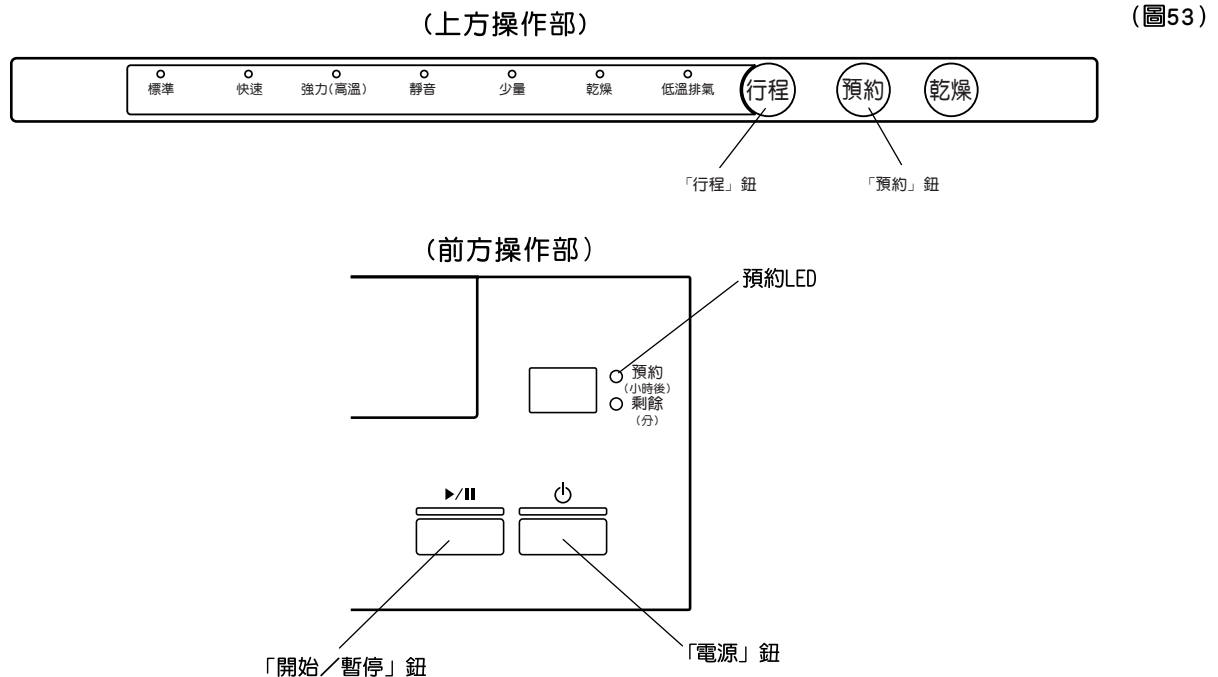 (圖53)
(上方操作部)
標準 快速 強力(高溫) 靜音 少量 乾燥 低溫排氣 行程 預約 乾燥
「行程」鈕 「預約」鈕
(前方操作部)
預約LED
預約
(小時後)
剩餘
(分)
「電源」鈕
「開始／暫停」鈕